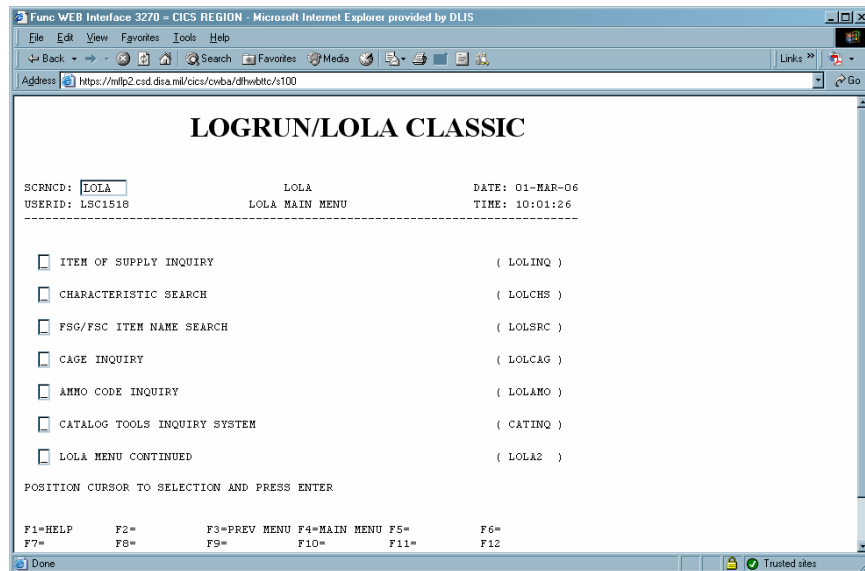 Func WEB Interface 3270 = CICS REGION - Microsoft Internet Explorer provided by DLIS
File Edit View Favorites Tools Help
Back Search Favorites Media Links »
Address https://mflp2.csd.disa.mil/cics/cwba/dfhwbttc/s100 Go
LOGRUN/LOLA CLASSIC
SCRNCD: LOLA LOLA DATE: 01-MAR-06
USERID: LSC1518 LOLA MAIN MENU TIME: 10:01:26
_ ITEM OF SUPPLY INQUIRY ( LOLINQ )
_ CHARACTERISTIC SEARCH ( LOLCHS )
_ FSG/FSC ITEM NAME SEARCH ( LOLSRC )
_ CAGE INQUIRY ( LOLCAG )
_ AMMO CODE INQUIRY ( LOLAMO )
_ CATALOG TOOLS INQUIRY SYSTEM ( CATINQ )
_ LOLA MENU CONTINUED ( LOLA2 )
POSITION CURSOR TO SELECTION AND PRESS ENTER
F1=HELP F2= F3=PREV MENU F4=MAIN MENU F5= F6=
F7= F8= F9= F10= F11= F12
Done Trusted sites